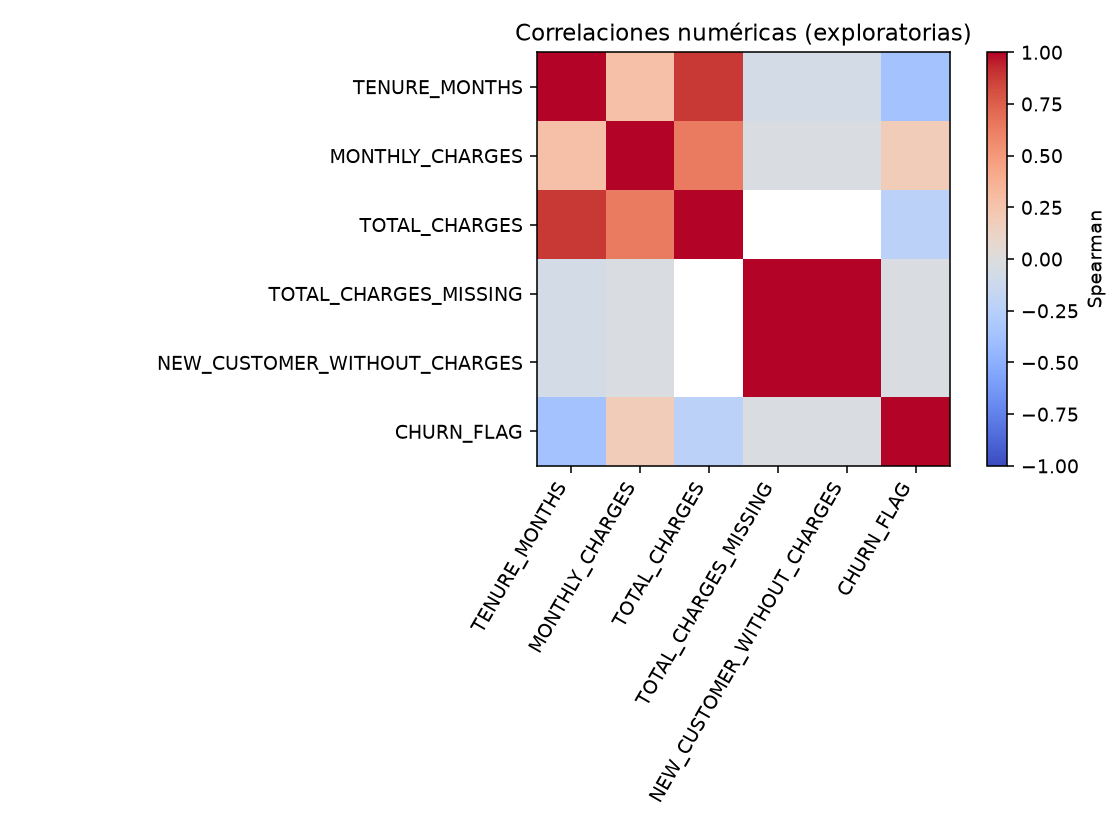 Correlaciones numéricas (exploratorias)
TENURE_MONTHS
MONTHLY_CHARGES
TOTAL_CHARGES
TOTAL_CHARGES_MISSING
NEW_CUSTOMER_WITHOUT_CHARGES
CHURN_FLAG
TENURE_MONTHS
MONTHLY_CHARGES
TOTAL_CHARGES
TOTAL_CHARGES_MISSING
NEW_CUSTOMER_WITHOUT_CHARGES
CHURN_FLAG
1.00
0.75
0.50
0.25
0.00
−0.25
−0.50
−0.75
−1.00
Spearman